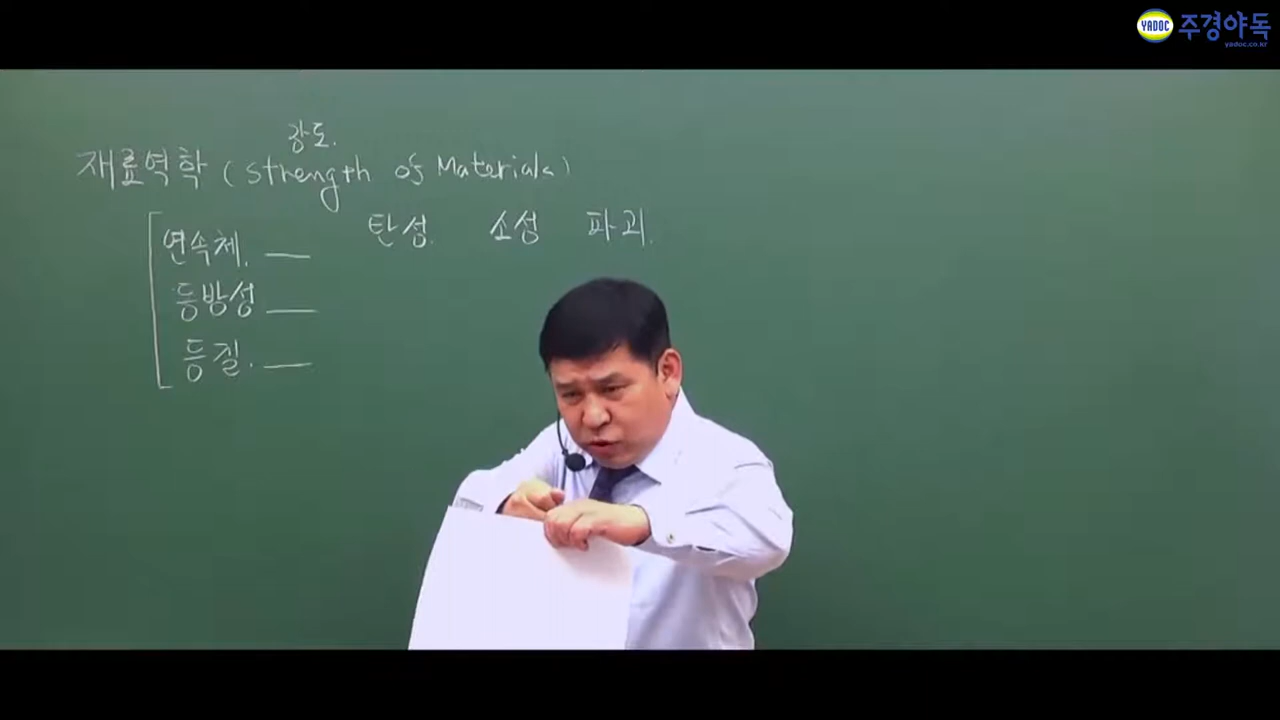 YADOC 주경야독
yadoc.co.kr
강도.
재료역학 (Strength of Materials)
탄성. 소성 파괴.
연속체.
등방성
등질.